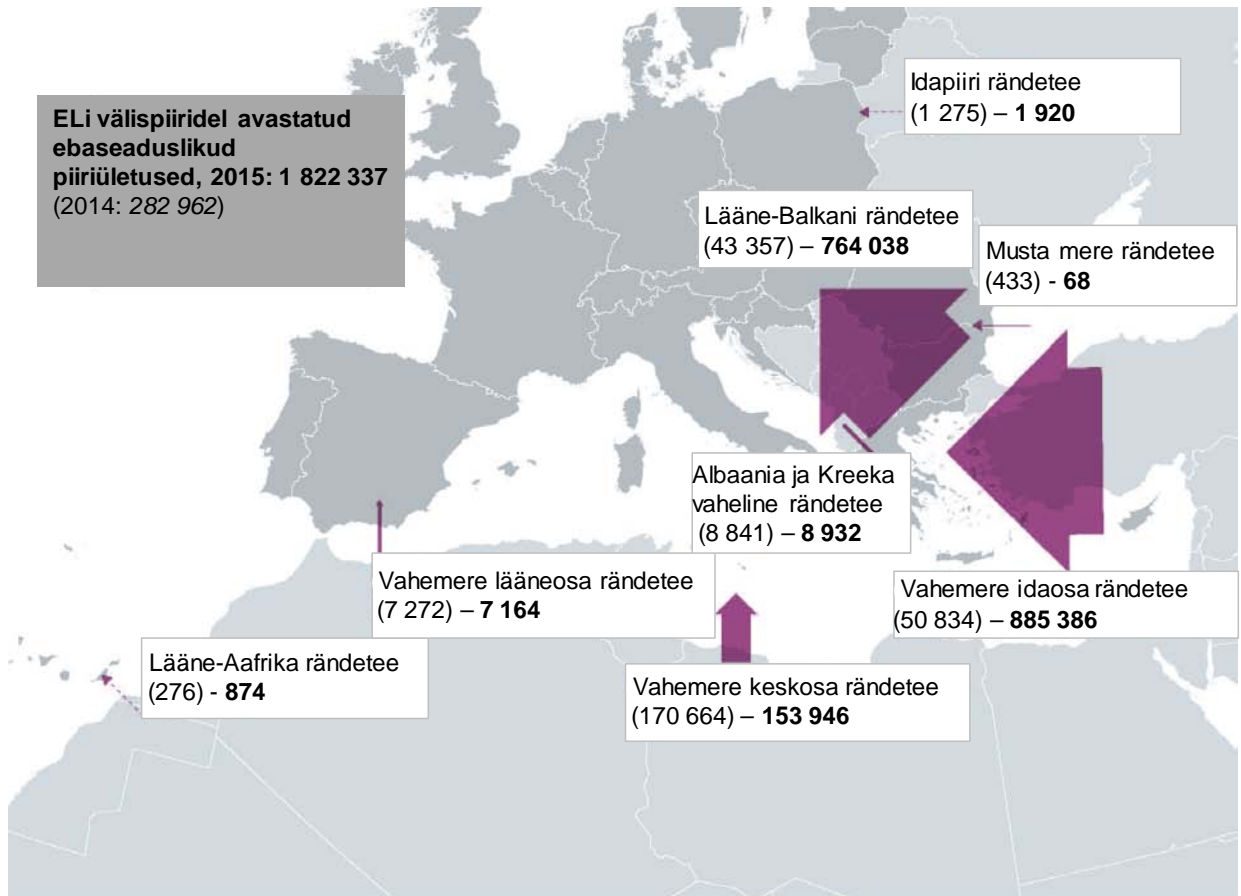 ELi välispiiridel avastatud
ebaseaduslikud
piiriületused, 2015: 1 822 337
(2014: 282 962)
Idapiiri rändetee
(1 275) – 1 920
Lääne-Balkani rändetee
(43 357) – 764 038
Musta mere rändetee
(433) - 68
Albaania ja Kreeka
vaheline rändetee
(8 841) – 8 932
Vahemere lääneosa rändetee
(7 272) – 7 164
Vahemere idaosa rändetee
(50 834) – 885 386
Lääne-Aafrika rändetee
(276) - 874
Vahemere keskosa rändetee
(170 664) – 153 946